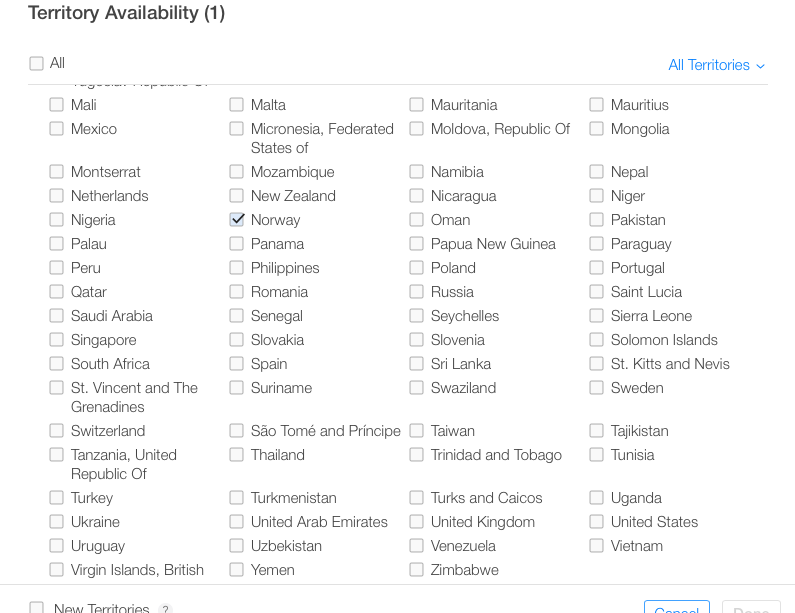 Territory Availability (1)
All
All Territories
Mali Malta Mauritania Mauritius
Mexico Micronesia, Federated Moldova, Republic Of Mongolia
States of
Montserrat Mozambique Namibia Nepal
Netherlands New Zealand Nicaragua Niger
Nigeria Norway Oman Pakistan
Palau Panama Papua New Guinea Paraguay
Peru Philippines Poland Portugal
Qatar Romania Russia Saint Lucia
Saudi Arabia Senegal Seychelles Sierra Leone
Singapore Slovakia Slovenia Solomon Islands
South Africa Spain Sri Lanka St. Kitts and Nevis
St. Vincent and The Suriname Swaziland Sweden
Grenadines
Switzerland São Tomé and Príncipe Taiwan Tajikistan
Tanzania, United Thailand Trinidad and Tobago Tunisia
Republic Of
Turkey Turkmenistan Turks and Caicos Uganda
Ukraine United Arab Emirates United Kingdom United States
Uruguay Uzbekistan Venezuela Vietnam
Virgin Islands, British Yemen Zimbabwe
New Territories ? Cancel Done